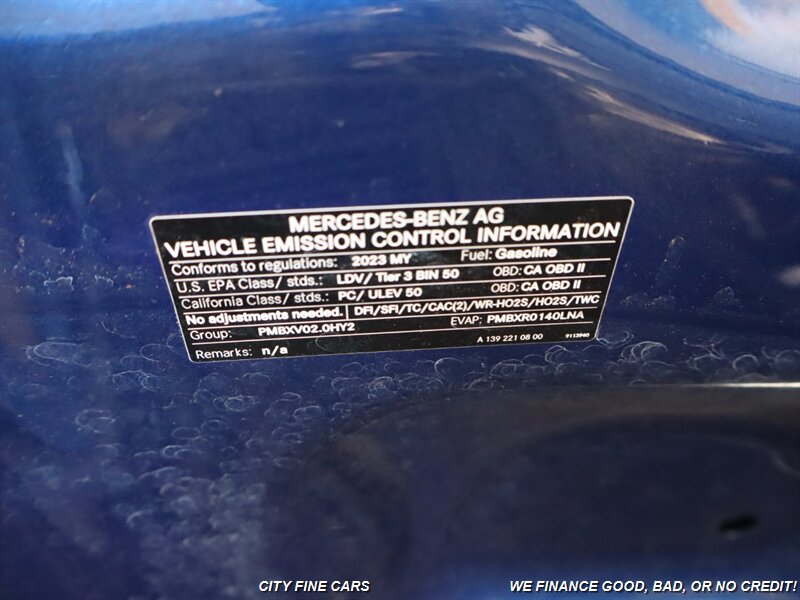 MERCEDES-BENZ AG
VEHICLE EMISSION CONTROL INFORMATION
Conforms to regulations: 2023 MY Fuel: Gasoline
U.S. EPA Class/ stds.: LDV/ Tier 3 BIN 50 OBD: CA OBD II
California Class/ stds.: PC/ ULEV 50 OBD: CA OBD II
No adjustments needed. DFI/SFI/TC/CAC(2)/WR-HO2S/HO2S/TWC
Group: PMBXV02.0HY2 EVAP: PMBXR0140LNA
Remarks: n/a A 139 221 08 00 9113940
CITY FINE CARS WE FINANCE GOOD, BAD, OR NO CREDIT!